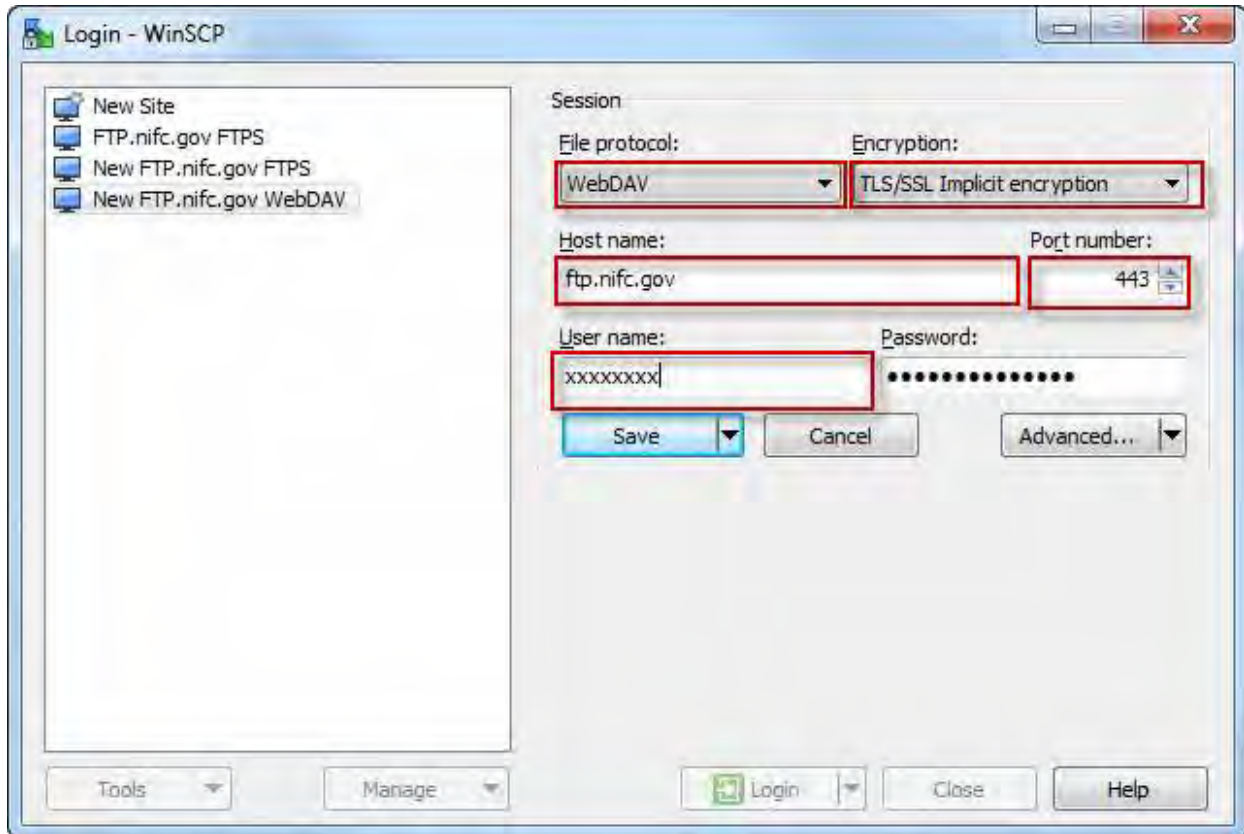 Login - WinSCP
New Site
FTP.nifc.gov FTPS
New FTP.nifc.gov FTPS
New FTP.nifc.gov WebDAV
Session
File protocol: Encryption:
WebDAV TLS/SSL Implicit encryption
Host name: Port number:
ftp.nifc.gov 443
User name: Password:
xxxxxxxx ••••••••••••••
Save Cancel Advanced...
Tools Manage Login Close Help